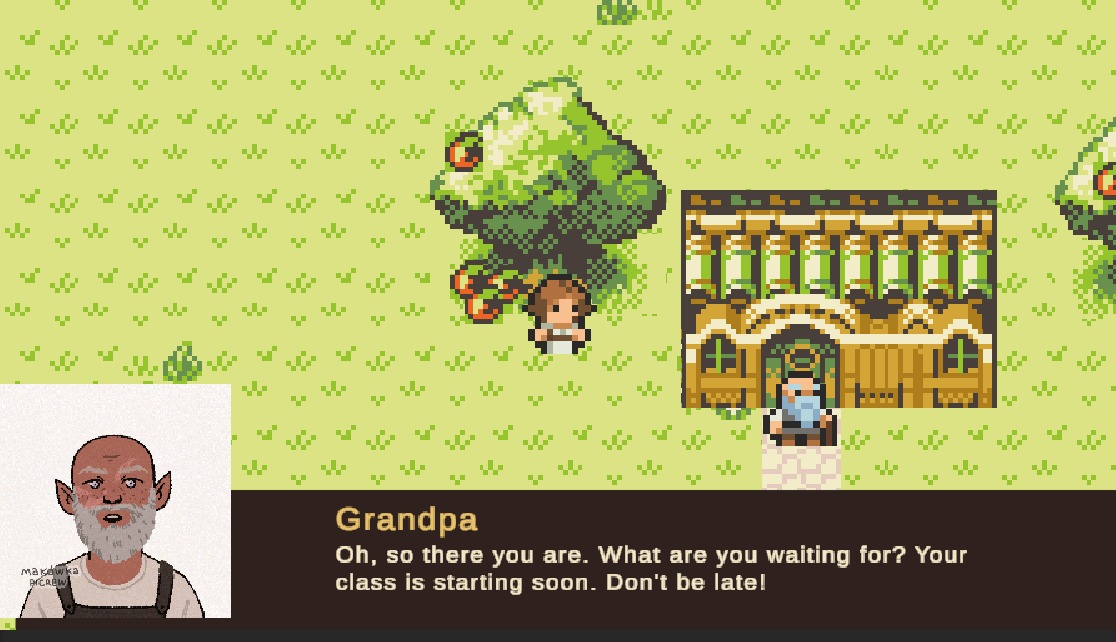 Grandpa
Oh, so there you are. What are you waiting for? Your
class is starting soon. Don't be late!
makowka
picrew